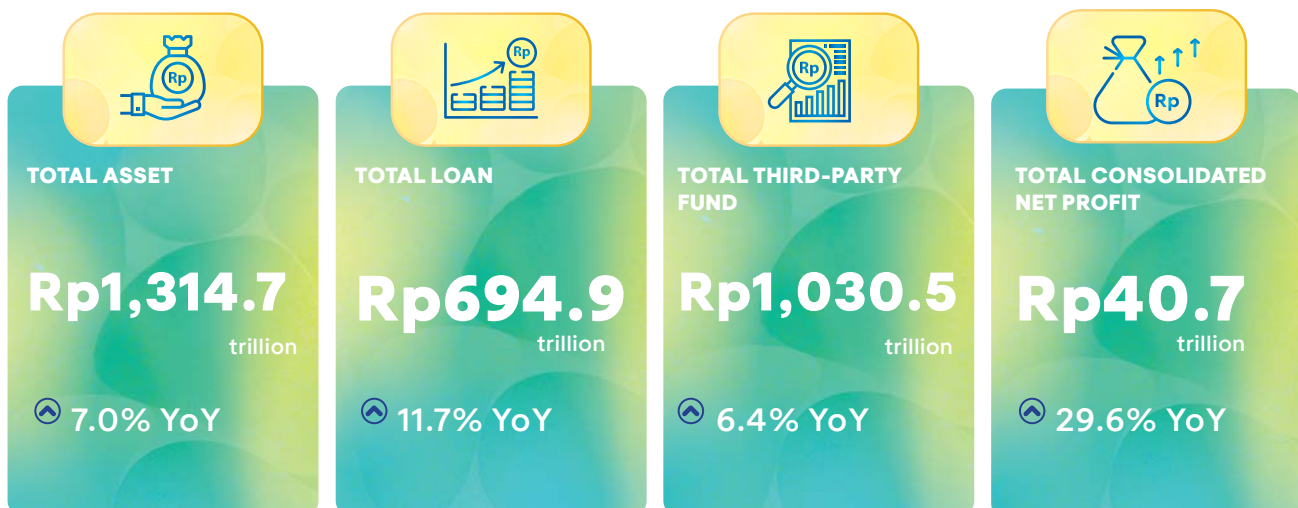 Rp
TOTAL ASSET
Rp1,314.7
trillion
7.0% YoY
Rp
TOTAL LOAN
Rp694.9
trillion
11.7% YoY
Rp
TOTAL THIRD-PARTY
FUND
Rp1,030.5
trillion
6.4% YoY
Rp
TOTAL CONSOLIDATED
NET PROFIT
Rp40.7
trillion
29.6% YoY